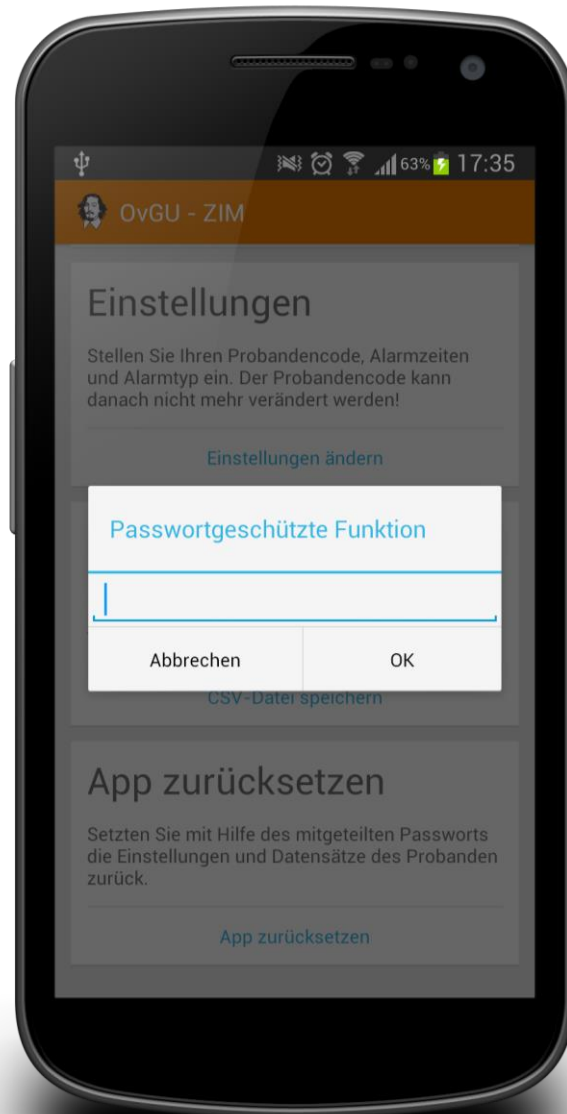 63% 17:35
OvGU - ZIM
Einstellungen
Stellen Sie Ihren Probandencode, Alarmzeiten
und Alarmtyp ein. Der Probandencode kann
danach nicht mehr verändert werden!
Einstellungen ändern
Passwortgeschützte Funktion
Abbrechen OK
CSV-Datei speichern
App zurücksetzen
Setzten Sie mit Hilfe des mitgeteilten Passworts
die Einstellungen und Datensätze des Probanden
zurück.
App zurücksetzen